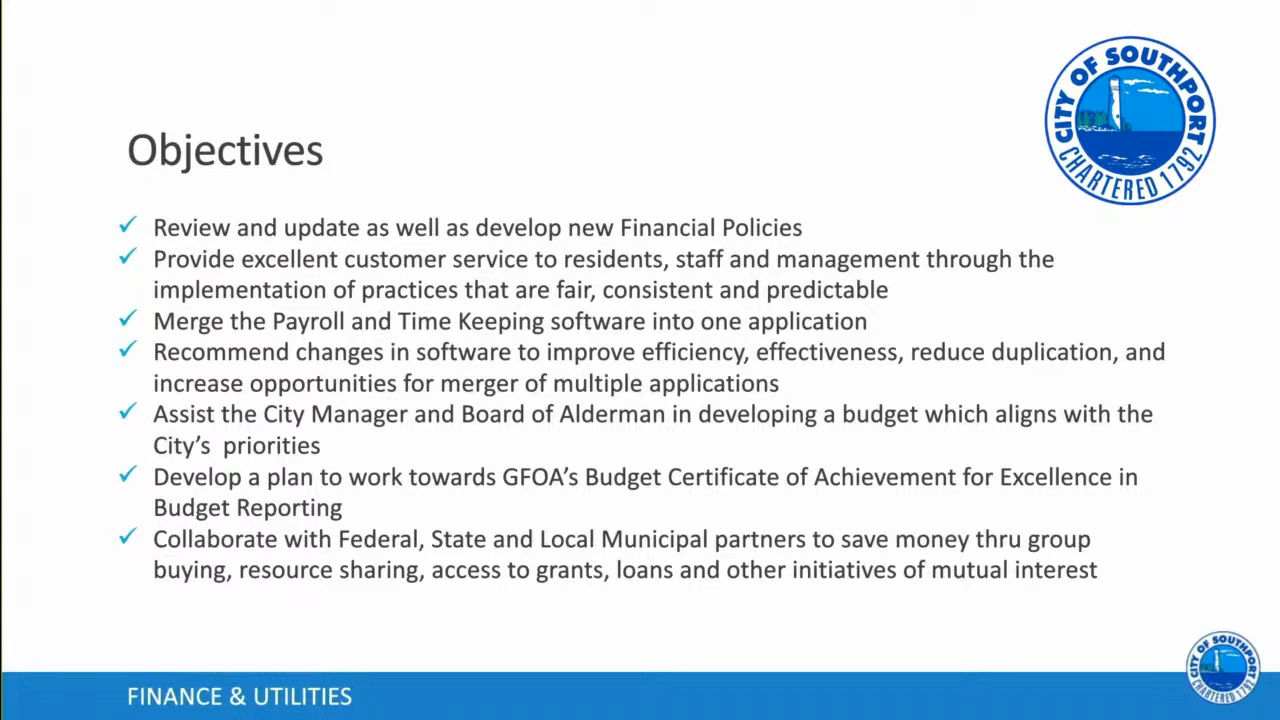 CITY OF SOUTHPORT
CHARTERED 1792
Objectives
✓ Review and update as well as develop new Financial Policies
✓ Provide excellent customer service to residents, staff and management through the
implementation of practices that are fair, consistent and predictable
✓ Merge the Payroll and Time Keeping software into one application
✓ Recommend changes in software to improve efficiency, effectiveness, reduce duplication, and
increase opportunities for merger of multiple applications
✓ Assist the City Manager and Board of Alderman in developing a budget which aligns with the
City’s  priorities
✓ Develop a plan to work towards GFOA’s Budget Certificate of Achievement for Excellence in
Budget Reporting
✓ Collaborate with Federal, State and Local Municipal partners to save money thru group
buying, resource sharing, access to grants, loans and other initiatives of mutual interest
FINANCE & UTILITIES
CITY OF SOUTHPORT
CHARTERED 1792